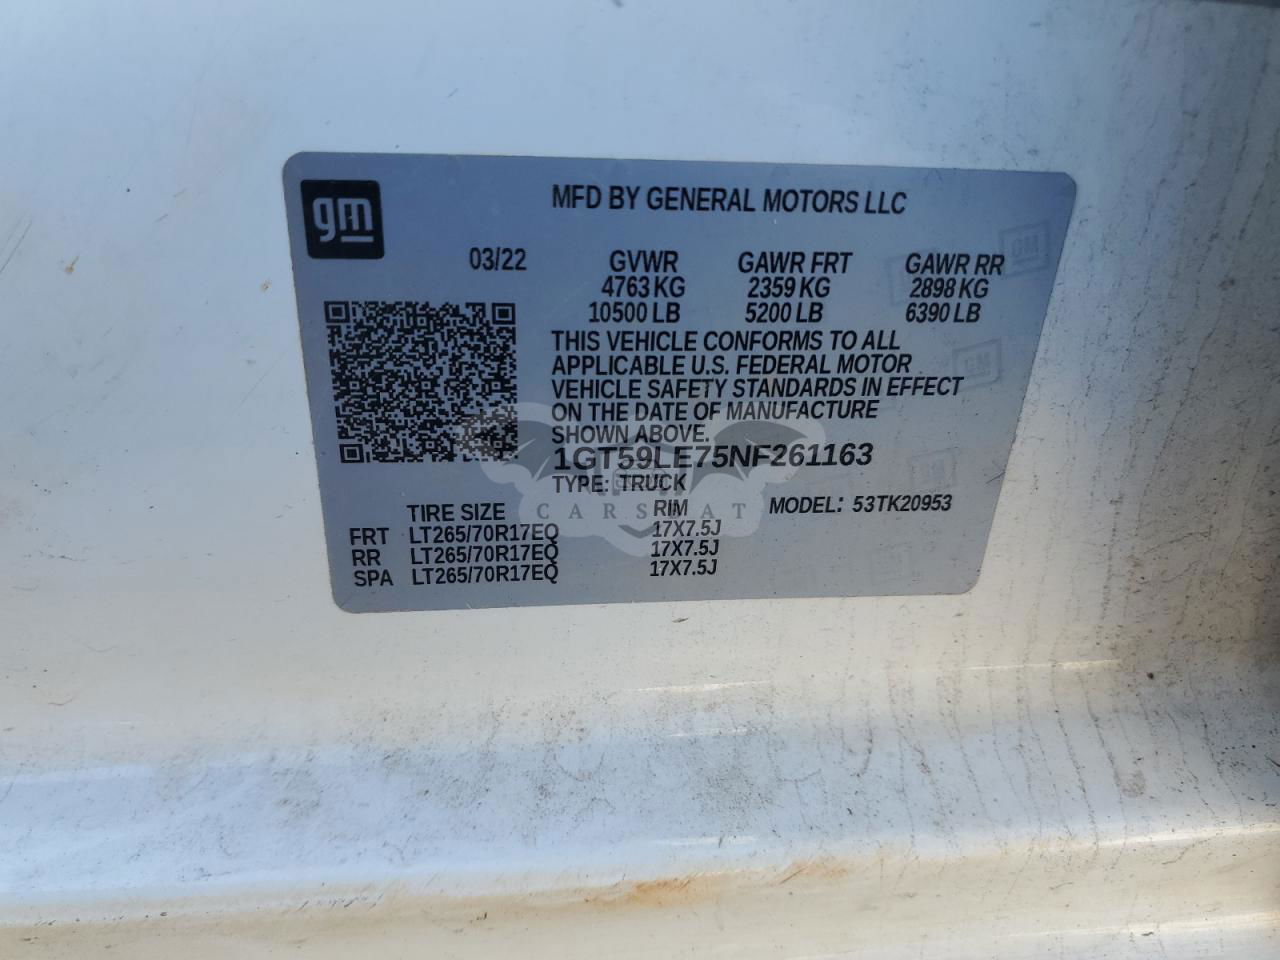 gm
MFD BY GENERAL MOTORS LLC
03/22 GVWR GAWR FRT GAWR RR
4763 KG 2359 KG 2898 KG
10500 LB 5200 LB 6390 LB
THIS VEHICLE CONFORMS TO ALL
APPLICABLE U.S. FEDERAL MOTOR
VEHICLE SAFETY STANDARDS IN EFFECT
ON THE DATE OF MANUFACTURE
SHOWN ABOVE.
1GT59LE75NF261163
TYPE: TRUCK
TIRE SIZE RIM MODEL: 53TK20953
FRT LT265/70R17EQ 17X7.5J
RR LT265/70R17EQ 17X7.5J
SPA LT265/70R17EQ 17X7.5J
GM
GM
GM